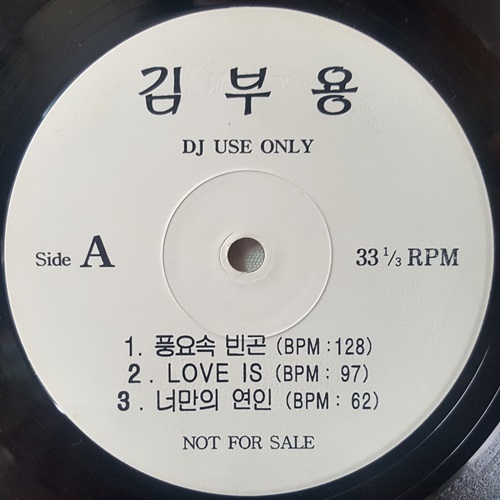 김부용
DJ USE ONLY
Side A
33 ⅓ RPM
1. 풍요속 빈곤 (BPM : 128)
2. LOVE IS (BPM : 97)
3. 너만의 연인 (BPM : 62)
NOT FOR SALE